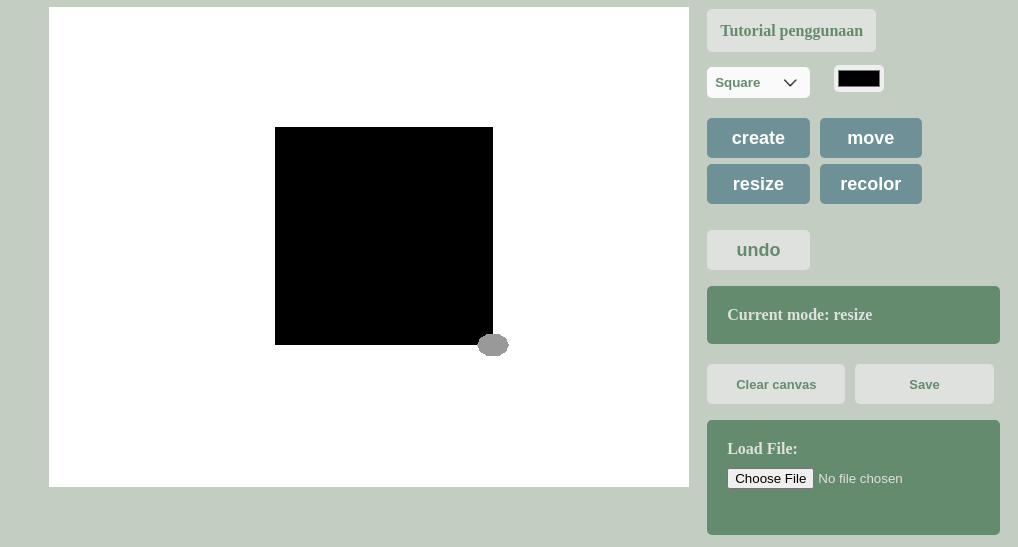 Tutorial penggunaan
Square
create
move
resize
recolor
undo
Current mode: resize
Clear canvas
Save
Load File:
Choose File No file chosen